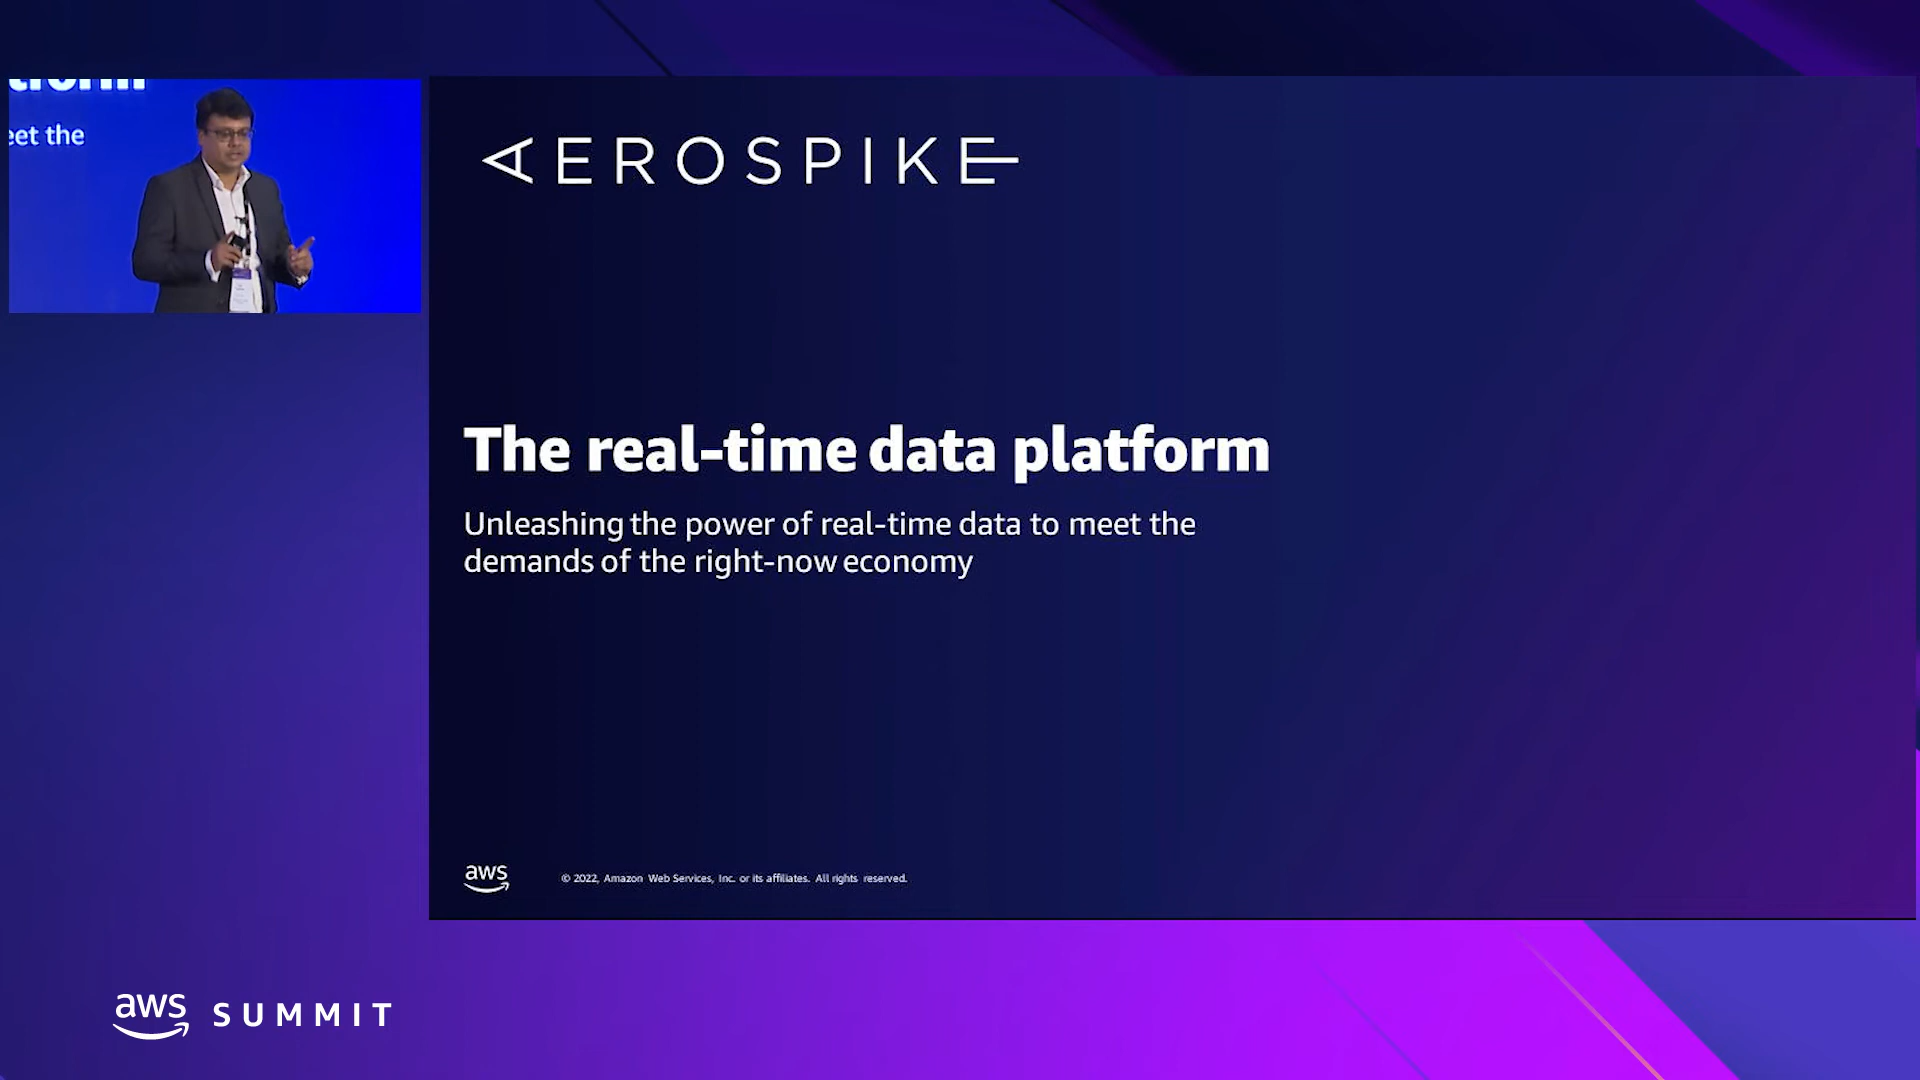 tform
eet the
AEROSPIKE
The real-time data platform
Unleashing the power of real-time data to meet the
demands of the right-now economy
aws
© 2022, Amazon Web Services, Inc. or its affiliates. All rights reserved.
aws SUMMIT